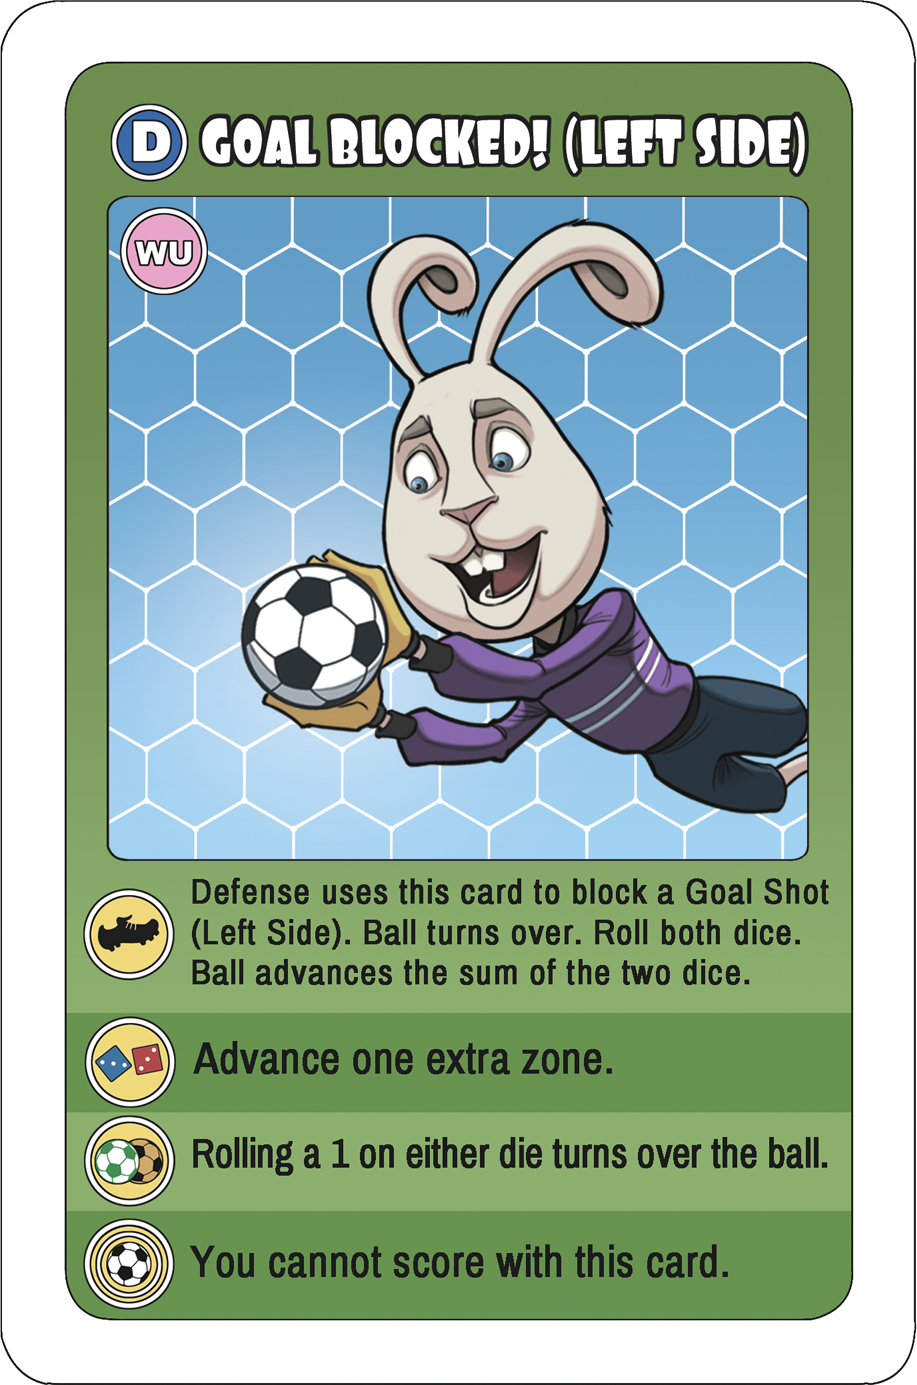 D GOAL BLOCKED! (LEFT SIDE)
WU
Defense uses this card to block a Goal Shot
(Left Side). Ball turns over. Roll both dice.
Ball advances the sum of the two dice.
Advance one extra zone.
Rolling a 1 on either die turns over the ball.
You cannot score with this card.